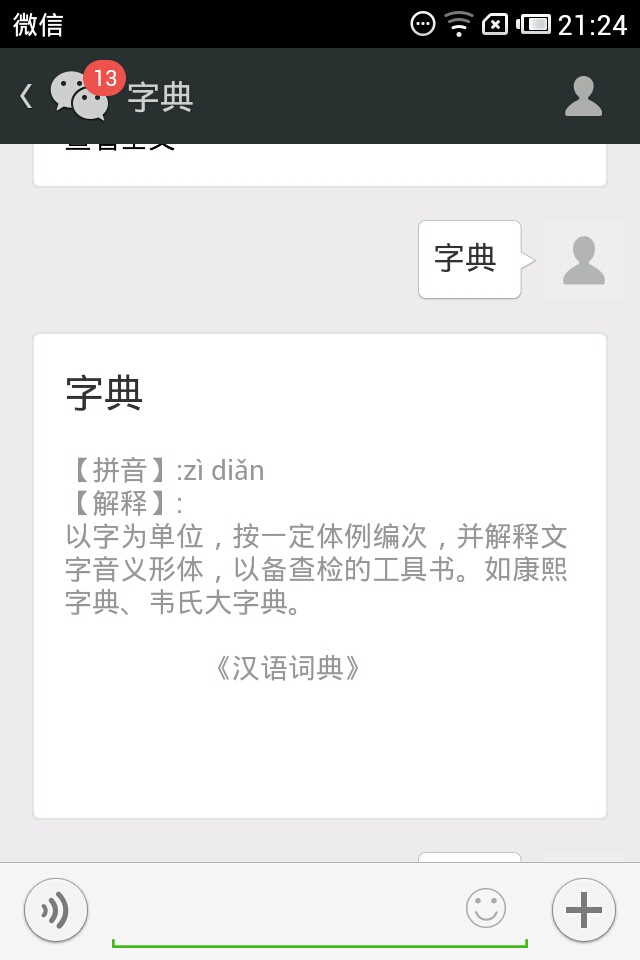 微信
21:24
13
字典
字典
字典
【拼音】:zì diǎn
【解释】:
以字为单位，按一定体例编次，并解释文
字音义形体，以备查检的工具书。如康熙
字典、韦氏大字典。
《汉语词典》